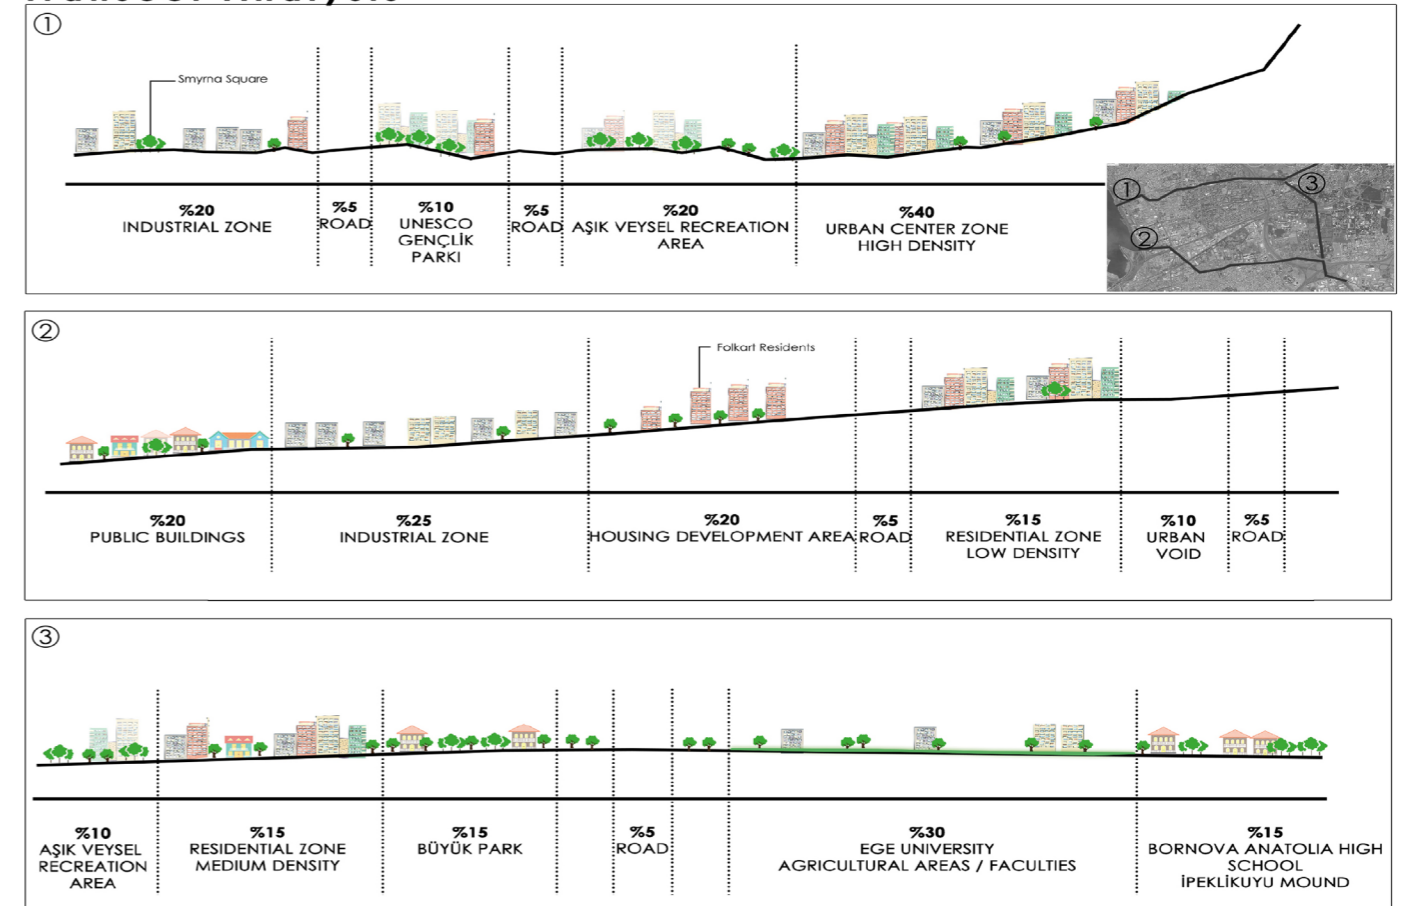 ①
Smyrna Square
%20
INDUSTRIAL ZONE
%5
ROAD
%10
UNESCO
GENÇLİK
PARKI
%5
ROAD
%20
AŞIK VEYSEL RECREATION
AREA
%40
URBAN CENTER ZONE
HIGH DENSITY
①
②
③
②
Folkart Residents
%20
PUBLIC BUILDINGS
%25
INDUSTRIAL ZONE
%20
HOUSING DEVELOPMENT AREA
%5
ROAD
%15
RESIDENTIAL ZONE
LOW DENSITY
%10
URBAN
VOID
%5
ROAD
③
%10
AŞIK VEYSEL
RECREATION
AREA
%15
RESIDENTIAL ZONE
MEDIUM DENSITY
%15
BÜYÜK PARK
%5
ROAD
%30
EGE UNIVERSITY
AGRICULTURAL AREAS / FACULTIES
%15
BORNOVA ANATOLIA HIGH
SCHOOL
İPEKLİKUYU MOUND